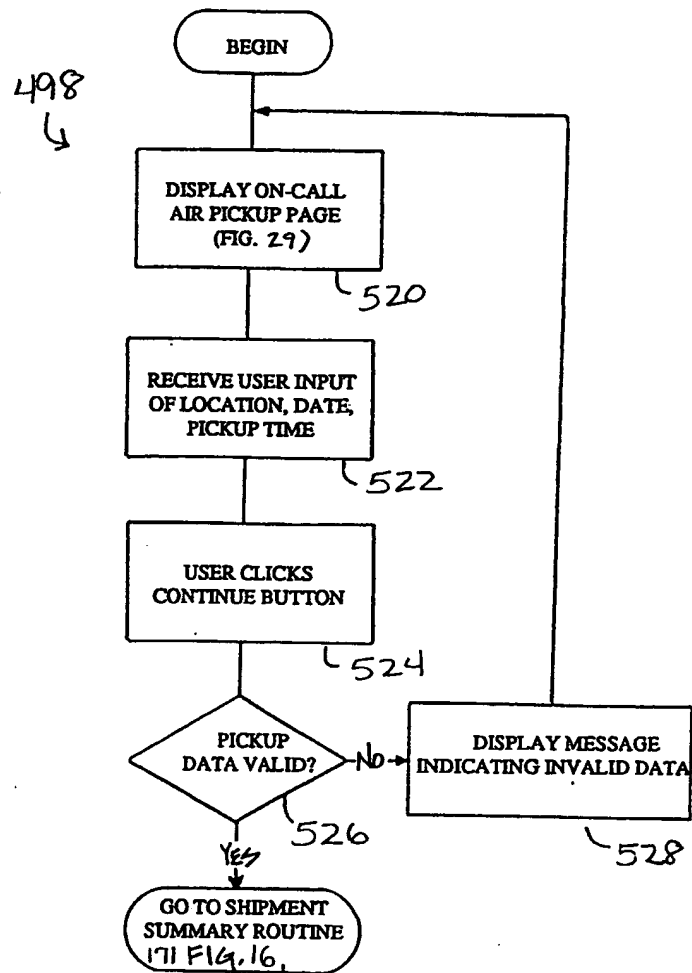 BEGIN
498
DISPLAY ON-CALL
AIR PICKUP PAGE
(FIG. 29)
520
RECEIVE USER INPUT
OF LOCATION, DATE,
PICKUP TIME
522
USER CLICKS
CONTINUE BUTTON
524
PICKUP
DATA VALID?
NO
DISPLAY MESSAGE
INDICATING INVALID DATA
526
528
YES
GO TO SHIPMENT
SUMMARY ROUTINE
171 FIG. 16.